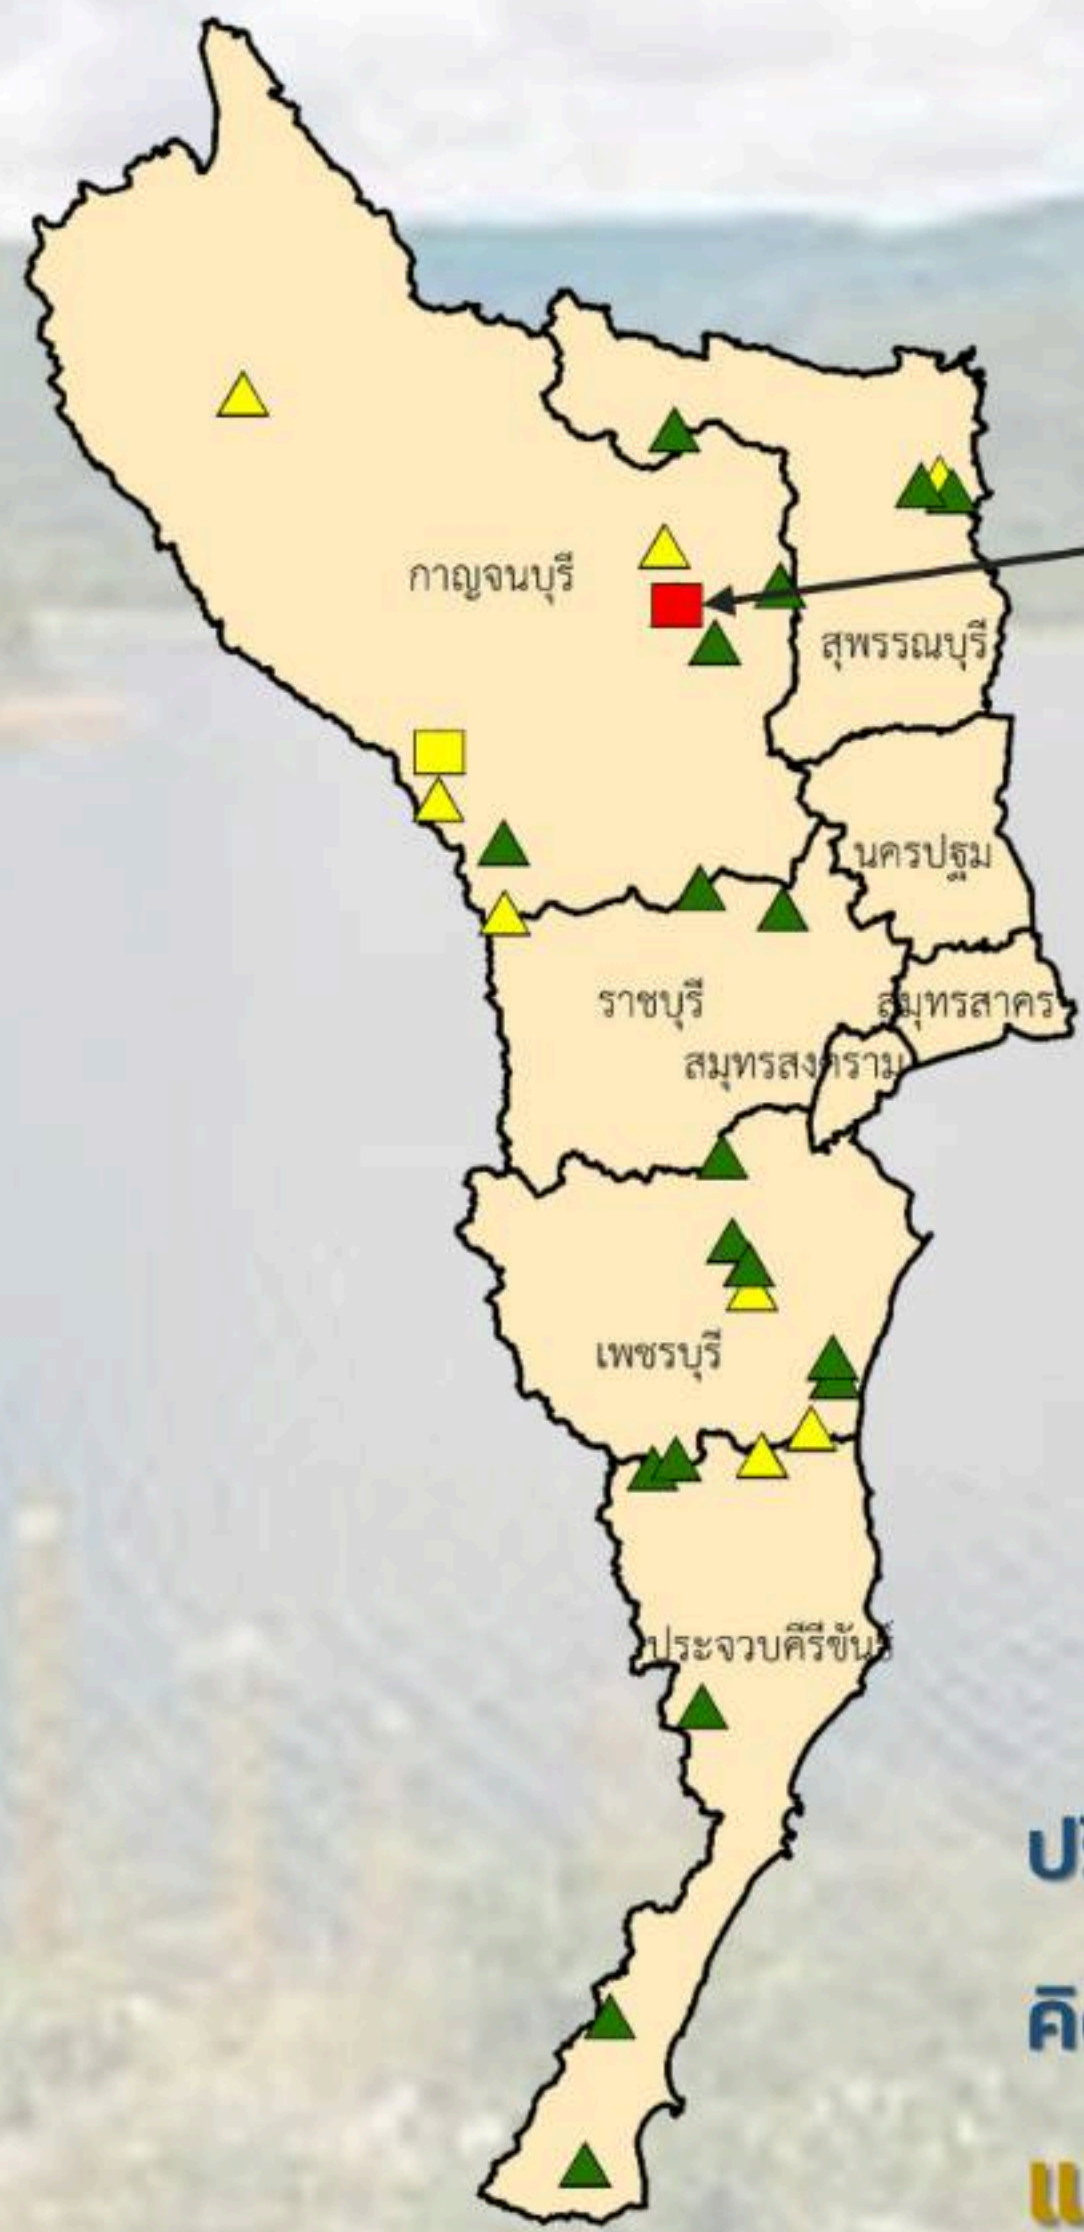 กาญจนบุรี
สุพรรณบุรี
นครปฐม
ราชบุรี
สมุทรสาคร
สมุทรสงคราม
เพชรบุรี
ประจวบคีรีขันธ์